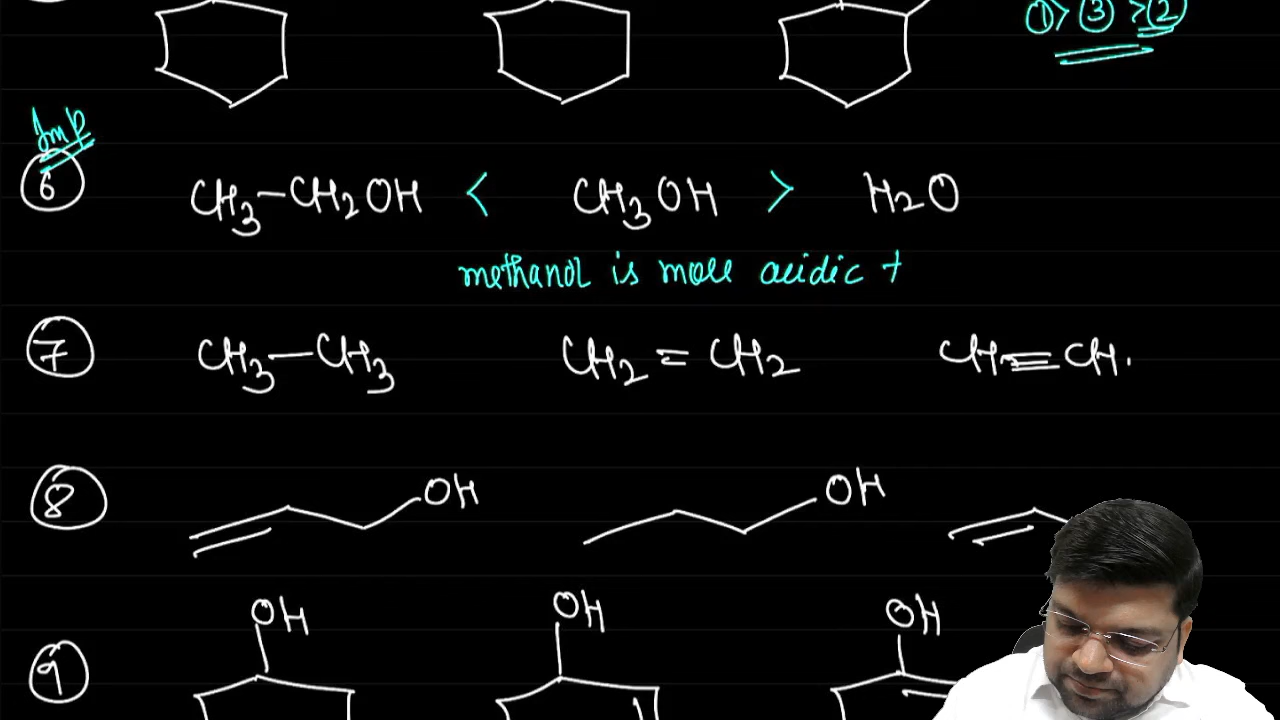 ① > ③ > ②
Imp
⑥ CH3-CH2OH < CH3OH > H2O
methanol is more acidic t
⑦ CH3-CH3 CH2=CH2 CH≡CH.
⑧ OH OH
OH OH OH
⑨